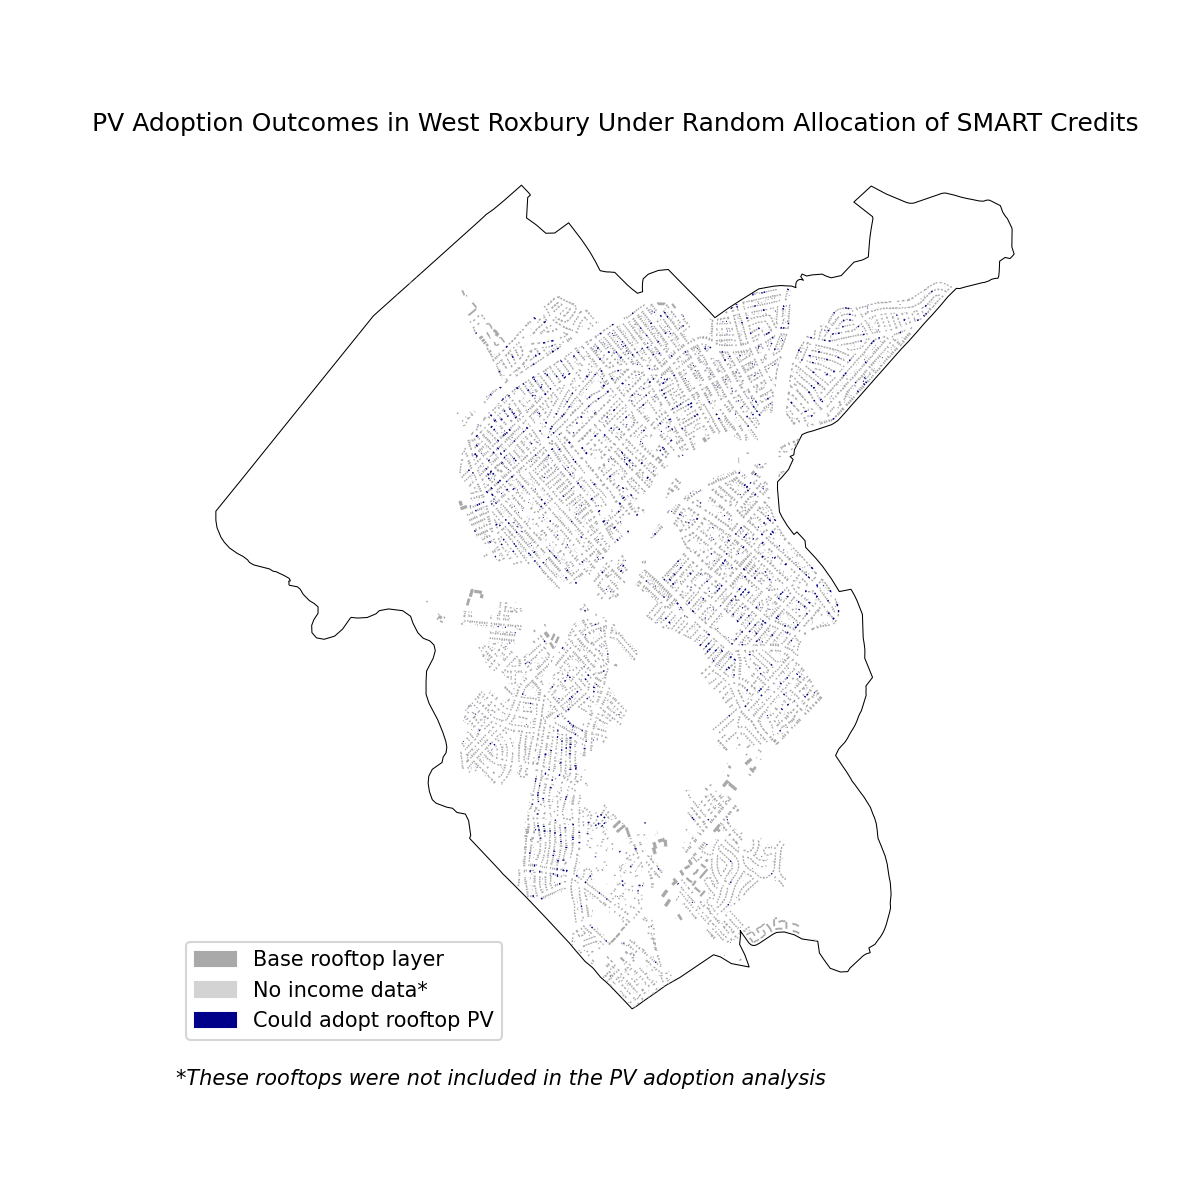 PV Adoption Outcomes in West Roxbury Under Random Allocation of SMART Credits
Base rooftop layer
No income data*
Could adopt rooftop PV
*These rooftops were not included in the PV adoption analysis